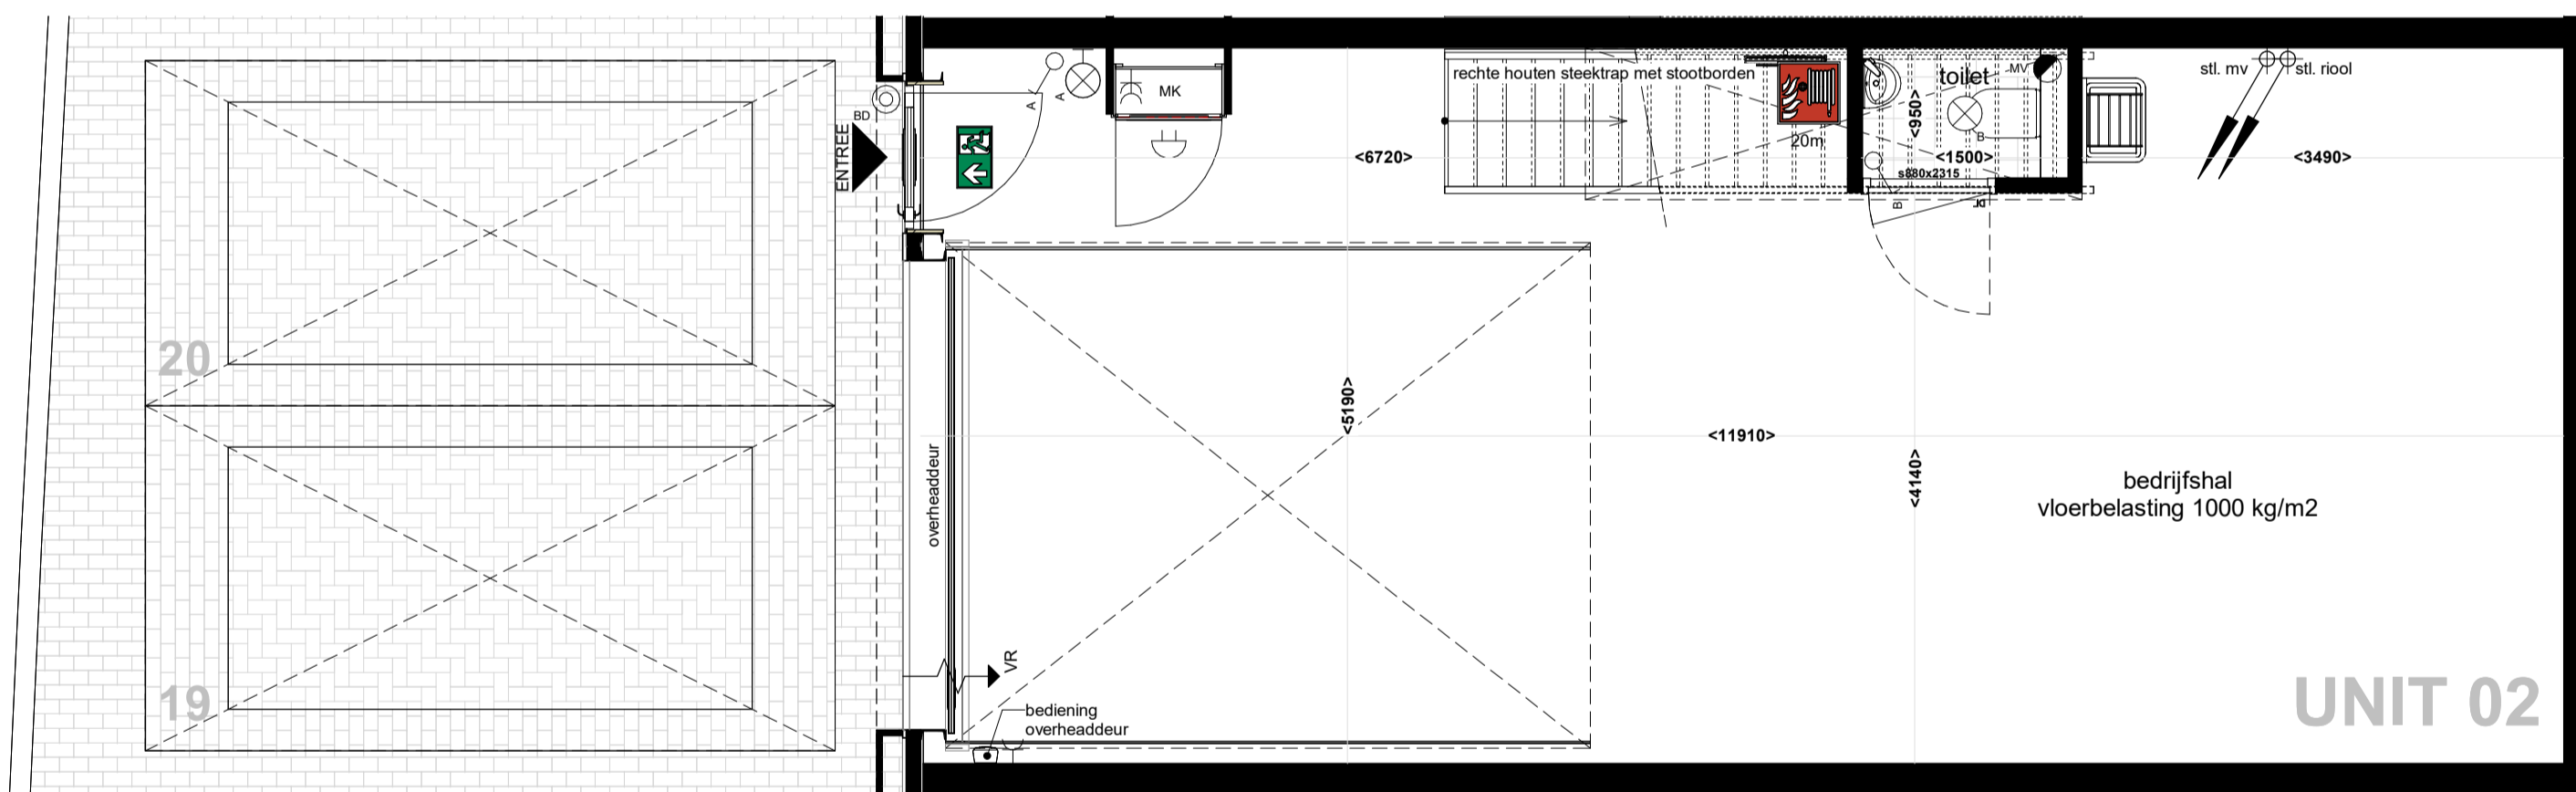 rechte houten steektrap met stootborden
toilet
MV
stl. mv
stl. riool
MK
A
A
BD
ENTREE
20m
<950>
B
<6720>
<1500>
<3490>
s880x2315
B
DL
20
<5190>
<11910>
overheaddeur
<4140>
bedrijfshal
vloerbelasting 1000 kg/m2
VR
19
bediening
overheaddeur
UNIT 02